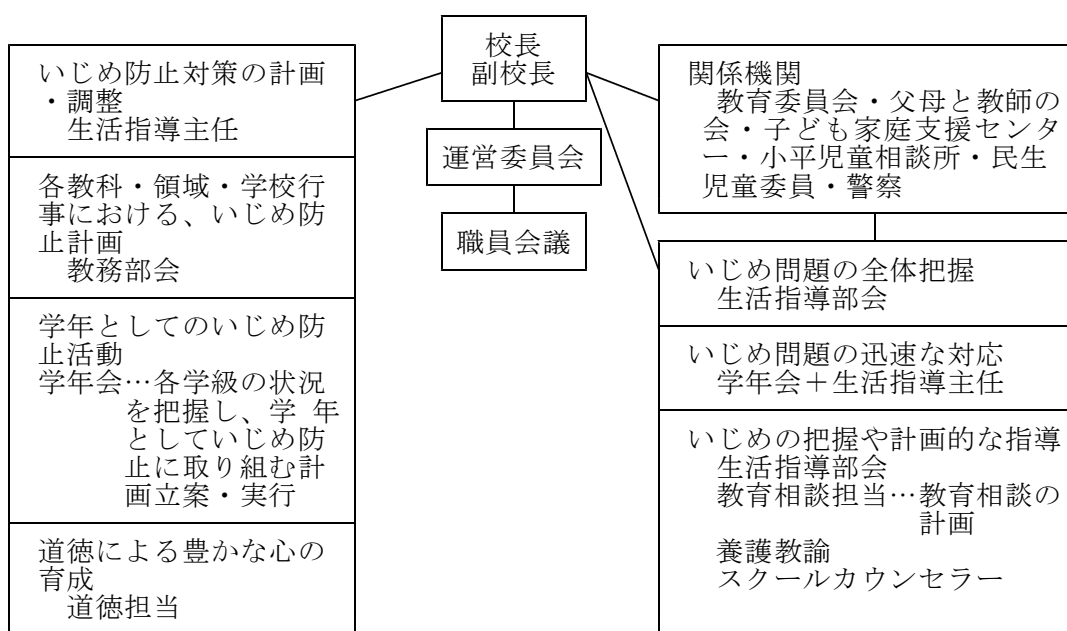 校長
副校長
運営委員会
職員会議
いじめ防止対策の計画
・調整
生活指導主任
各教科・領域・学校行
事における、いじめ防
止計画
教務部会
学年としてのいじめ防
止活動
学年会…各学級の状況
を把握し、学 年
としていじめ防
止に取り組む計
画立案・実行
道徳による豊かな心の
育成
道徳担当
関係機関
教育委員会・父母と教師の
会・子ども家庭支援センタ
ー・小平児童相談所・民生
児童委員・警察
いじめ問題の全体把握
生活指導部会
いじめ問題の迅速な対応
学年会＋生活指導主任
いじめの把握や計画的な指導
生活指導部会
教育相談担当…教育相談の
計画
養護教諭
スクールカウンセラー